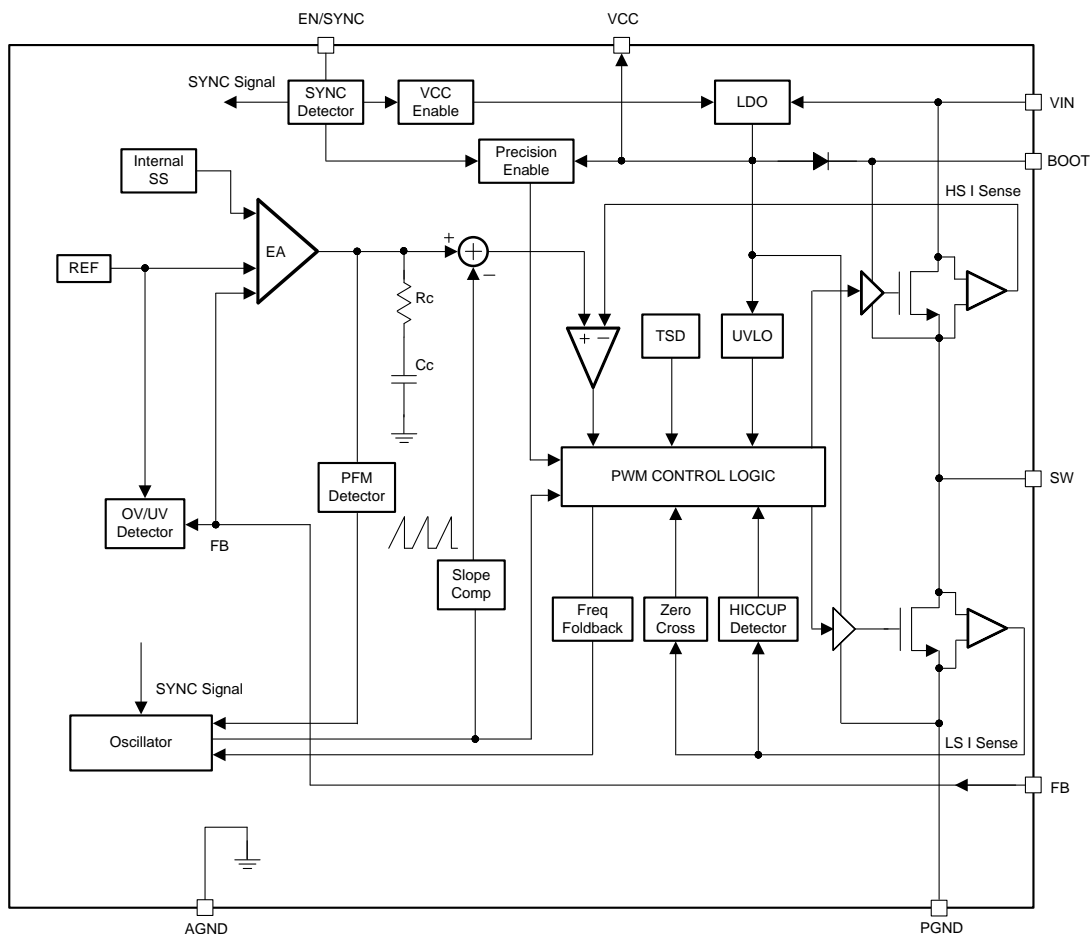 EN/SYNC
VCC
SYNC Signal
SYNC
Detector
VCC
Enable
LDO
VIN
Internal
SS
Precision
Enable
BOOT
HS I Sense
EA
+
+
−
REF
Rc
+ −
TSD
UVLO
Cc
PWM CONTROL LOGIC
SW
PFM
Detector
OV/UV
Detector
FB
Slope
Comp
Freq
Foldback
Zero
Cross
HICCUP
Detector
SYNC Signal
Oscillator
LS I Sense
FB
AGND
PGND